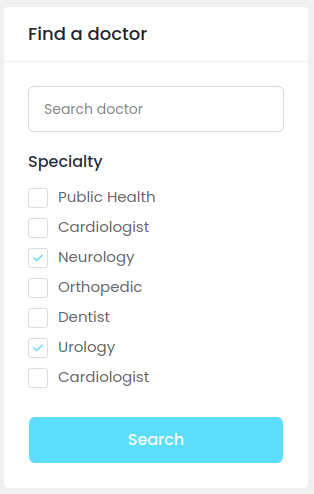 Find a doctor
Search doctor
Specialty
Public Health
Cardiologist
Neurology
Orthopedic
Dentist
Urology
Cardiologist
Search